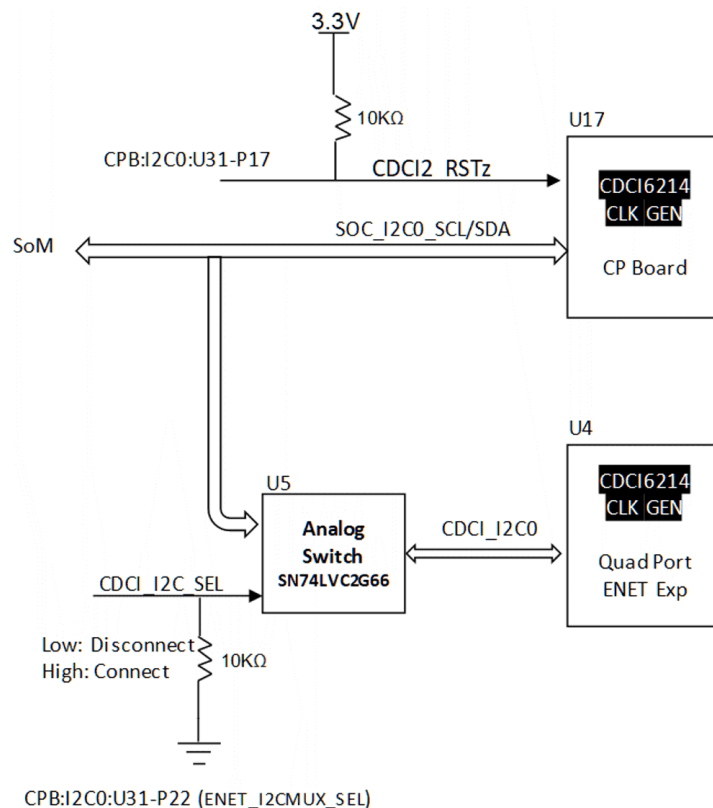 3.3V
10KΩ
U17
CPB:I2C0:U31-P17
CDCI2_RSTz
CDCI6214
CLK GEN
CP Board
SoM
SOC_I2C0_SCL/SDA
U4
CDCI6214
CLK GEN
Quad Port
ENET Exp
U5
Analog
Switch
SN74LVC2G66
CDCI_I2C0
CDCI_I2C_SEL
Low: Disconnect
High: Connect
10KΩ
CPB:I2C0:U31-P22 (ENET_I2CMUX_SEL)